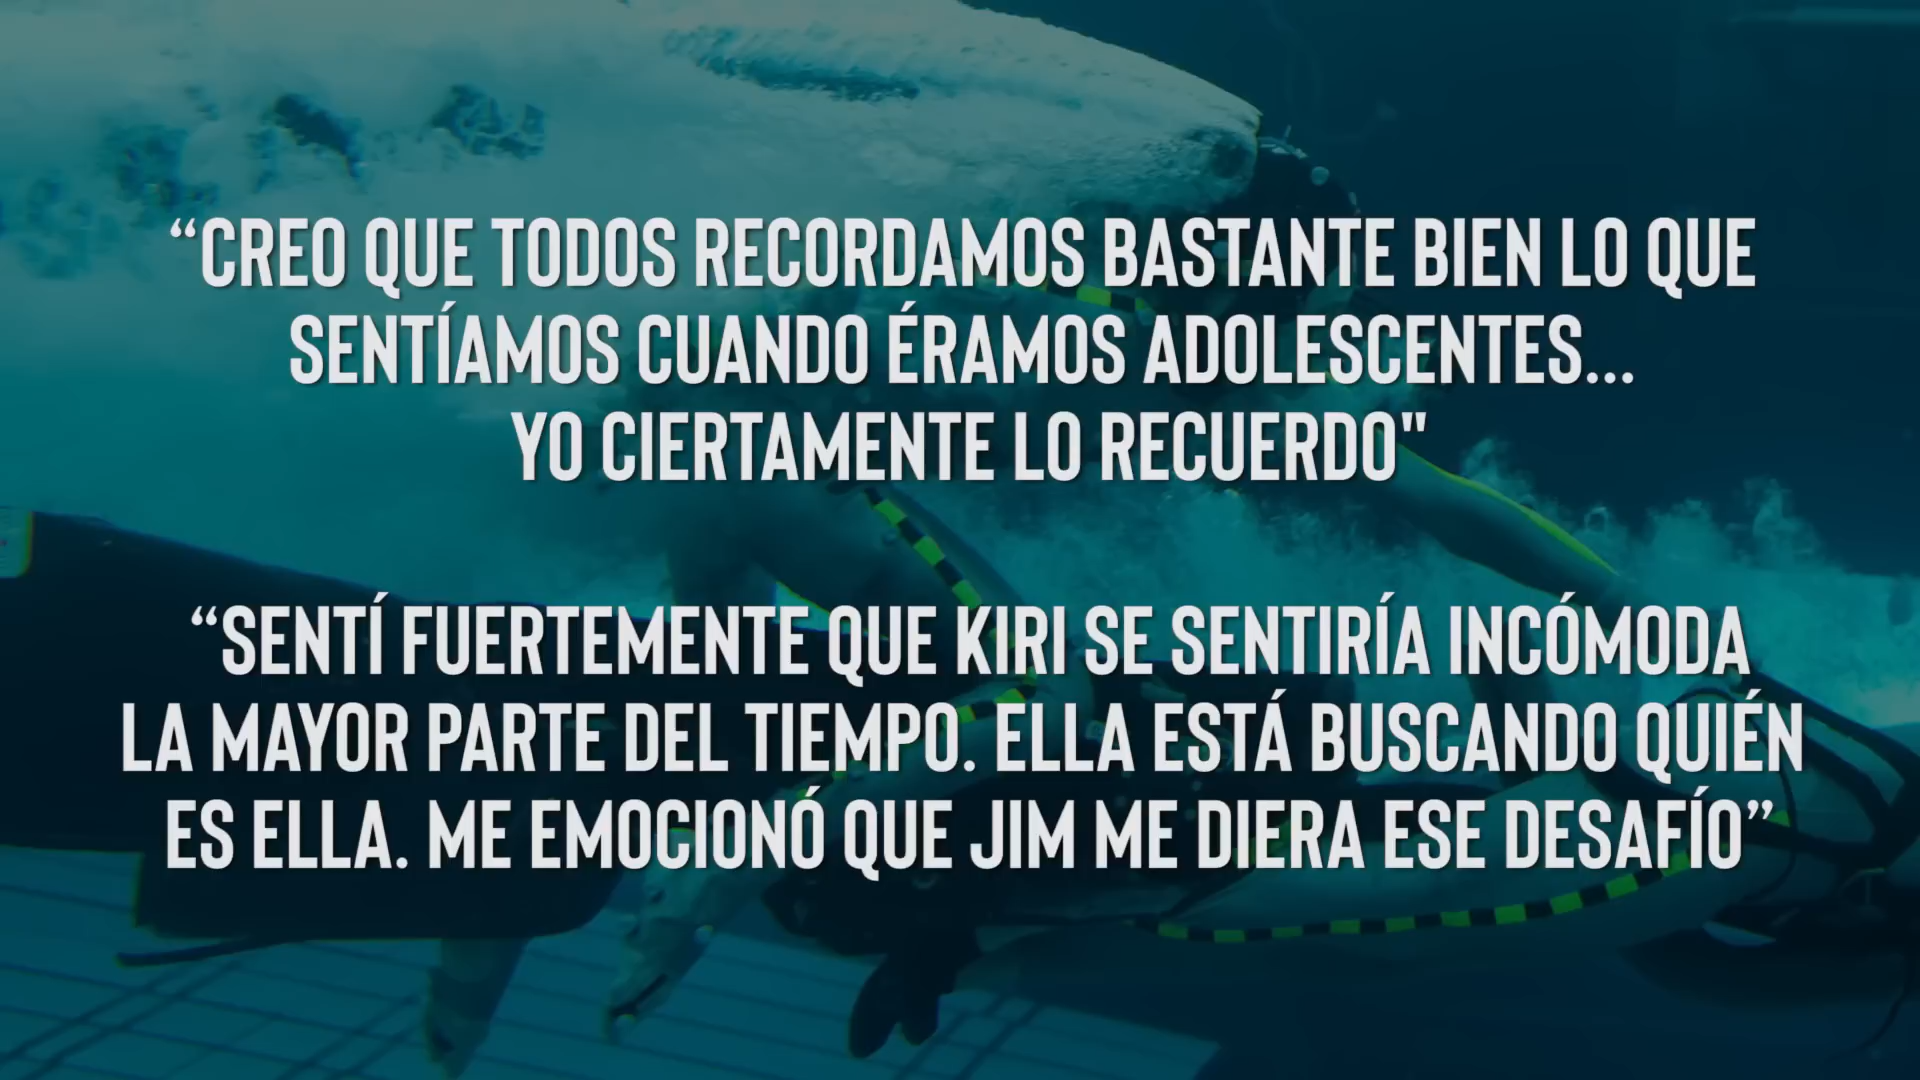 “CREO QUE TODOS RECORDAMOS BASTANTE BIEN LO QUE
SENTÍAMOS CUANDO ÉRAMOS ADOLESCENTES...
YO CIERTAMENTE LO RECUERDO"
“SENTÍ FUERTEMENTE QUE KIRI SE SENTIRÍA INCÓMODA
LA MAYOR PARTE DEL TIEMPO. ELLA ESTÁ BUSCANDO QUIÉN
ES ELLA. ME EMOCIONÓ QUE JIM ME DIERA ESE DESAFÍO”